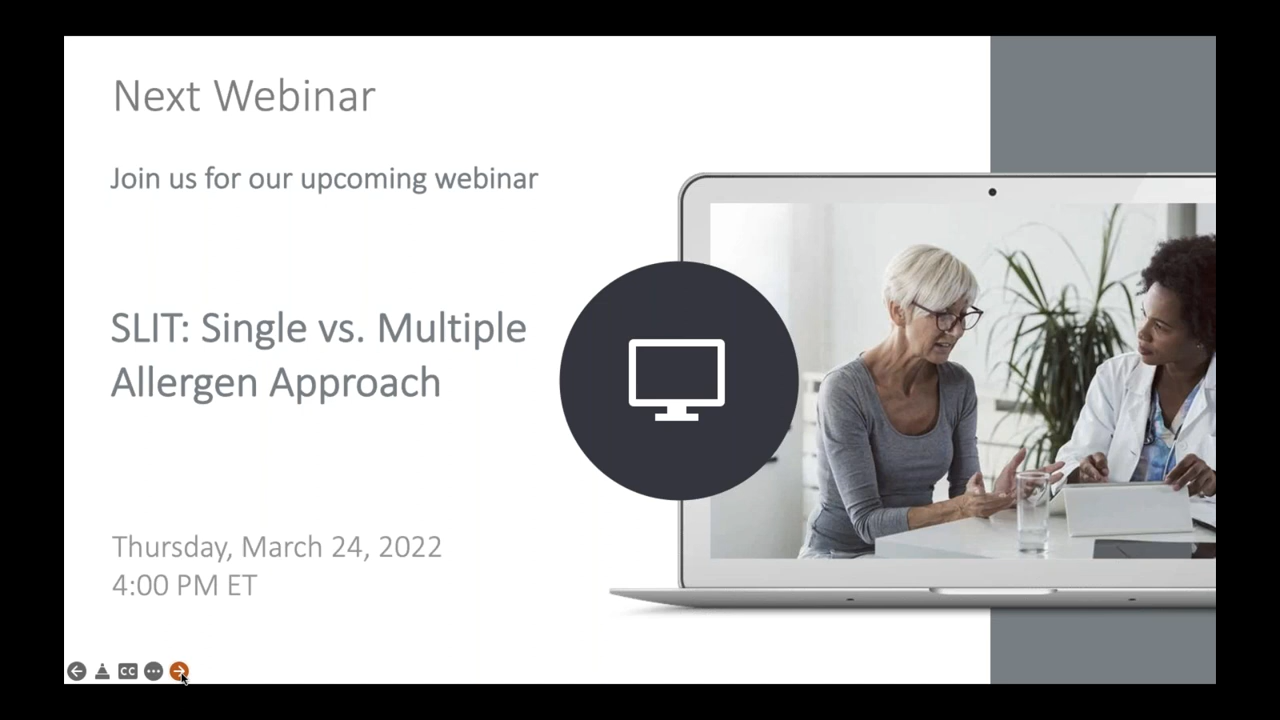 Next Webinar
Join us for our upcoming webinar
SLIT: Single vs. Multiple
Allergen Approach
Thursday, March 24, 2022
4:00 PM ET
CC